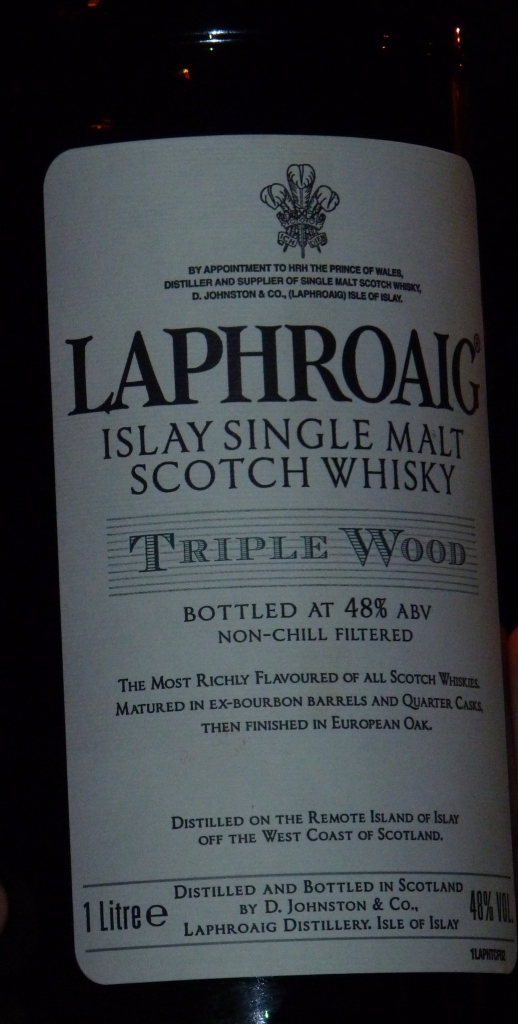 BY APPOINTMENT TO HRH THE PRINCE OF WALES,
DISTILLER AND SUPPLIER OF SINGLE MALT SCOTCH WHISKY,
D. JOHNSTON & CO., (LAPHROAIG) ISLE OF ISLAY.
LAPHROAIG®
ISLAY SINGLE MALT
SCOTCH WHISKY
TRIPLE WOOD
BOTTLED AT 48% ABV
NON-CHILL FILTERED
THE MOST RICHLY FLAVOURED OF ALL SCOTCH WHISKIES.
MATURED IN EX-BOURBON BARRELS AND QUARTER CASKS,
THEN FINISHED IN EUROPEAN OAK.
DISTILLED ON THE REMOTE ISLAND OF ISLAY
OFF THE WEST COAST OF SCOTLAND.
1 Litre e
DISTILLED AND BOTTLED IN SCOTLAND
BY D. JOHNSTON & CO.,
LAPHROAIG DISTILLERY. ISLE OF ISLAY
48% VOL.